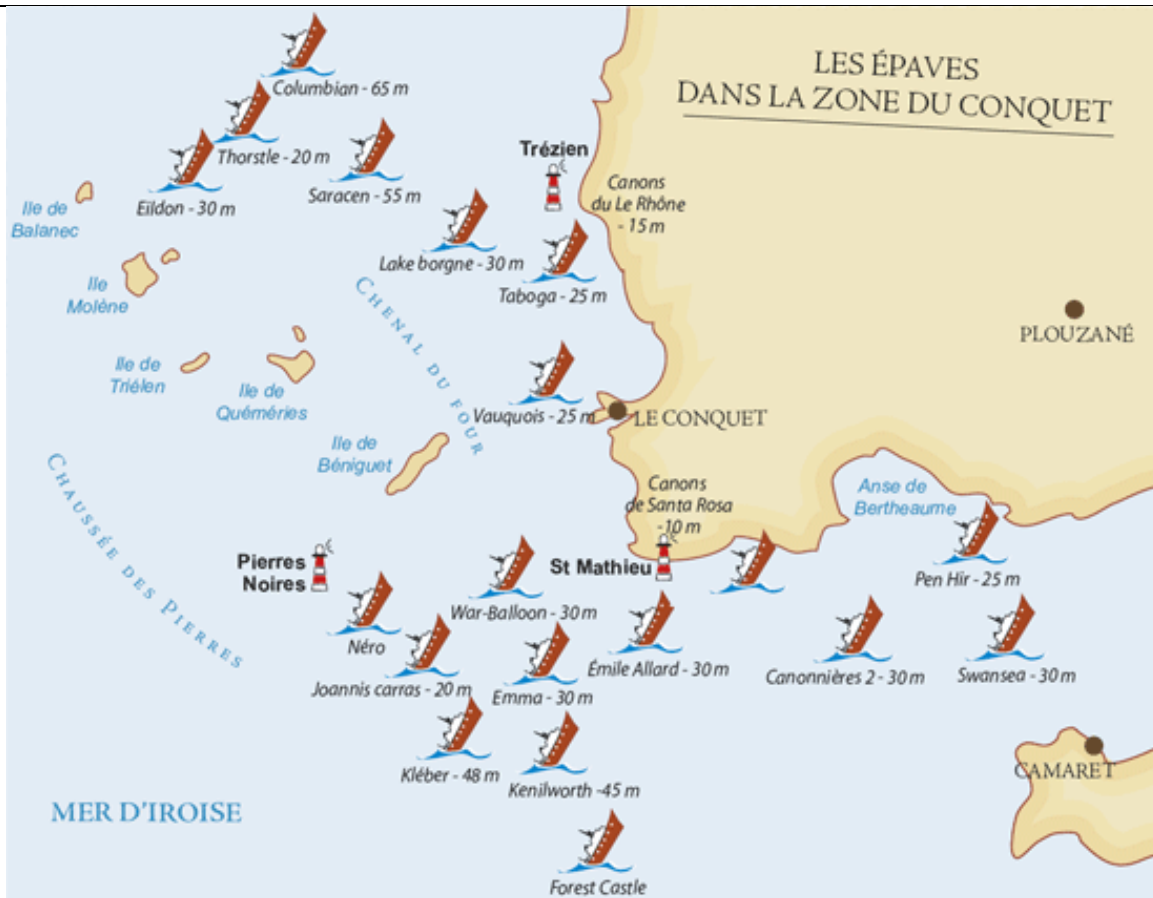 LES ÉPAVES
DANS LA ZONE DU CONQUET
Columbian - 65 m
Thorstle - 20 m
Trézien
Saracen - 55 m
Canons
du Le Rhône
- 15 m
Eïldon - 30 m
Ile de
Balanec
Lake borgne - 30 m
Ile
Molène
Taboga - 25 m
CHENAL DU FOUR
PLOUZANÉ
Ile de
Triélen
Ile de
Quéméries
Vauquois - 25 m
LE CONQUET
Ile de
Béniguet
CHAUSSÉE DES PIERRES
Canons
de Santa Rosa
-10 m
Anse de
Bertheaume
Pierres
Noires
St Mathieu
Pen Hir - 25 m
War-Balloon - 30 m
Néro
Émile Allard - 30 m
Canonnières 2 - 30 m
Swansea - 30 m
Joannis carras - 20 m
Emma - 30 m
Kléber - 48 m
Kenilworth -45 m
CAMARET
MER D'IROISE
Forest Castle